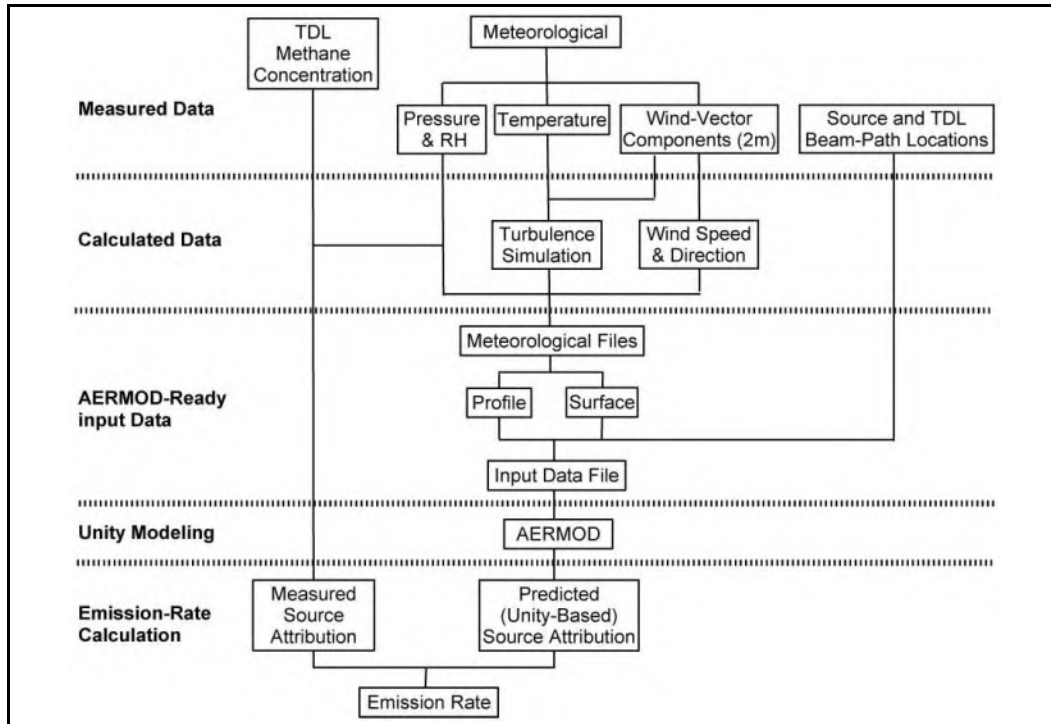 TDL
Methane
Concentration
Meteorological
Measured Data
Pressure
& RH
Temperature
Wind-Vector
Components (2m)
Source and TDL
Beam-Path Locations
Calculated Data
Turbulence
Simulation
Wind Speed
& Direction
AERMOD-Ready
input Data
Meteorological Files
Profile
Surface
Input Data File
Unity Modeling
AERMOD
Emission-Rate
Calculation
Measured
Source
Attribution
Predicted
(Unity-Based)
Source Attribution
Emission Rate